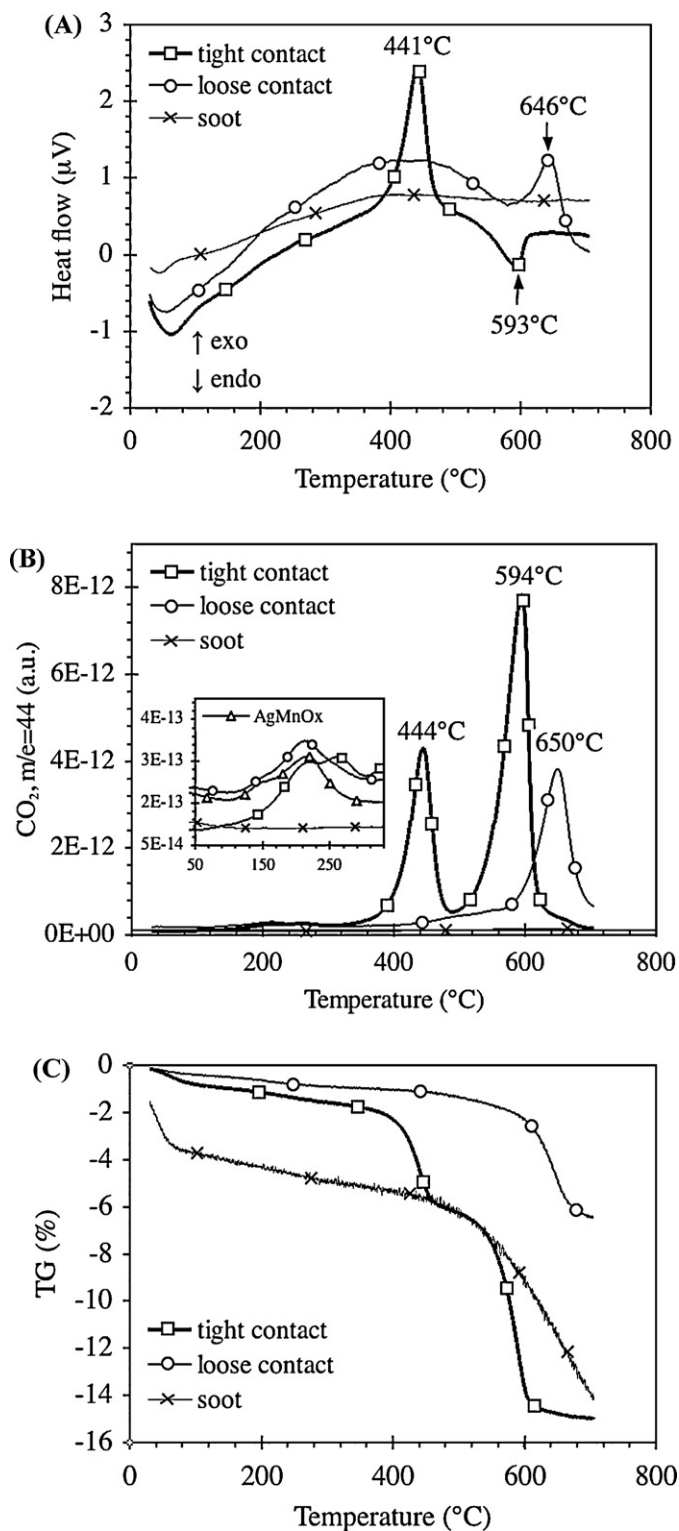 (A)
3
2
1
0
-1
-2
Heat flow (µV)
tight contact
loose contact
soot
441°C
646°C
593°C
↑ exo
↓ endo
0 200 400 600 800
Temperature (°C)
(B)
8E-12
6E-12
4E-12
2E-12
0E+00
CO₂, m/e=44 (a.u.)
tight contact
loose contact
soot
594°C
444°C
650°C
AgMnOx
4E-13
3E-13
2E-13
5E-14
50 150 250
0 200 400 600 800
Temperature (°C)
(C)
0
-2
-4
-6
-8
-10
-12
-14
-16
TG (%)
tight contact
loose contact
soot
0 200 400 600 800
Temperature (°C)